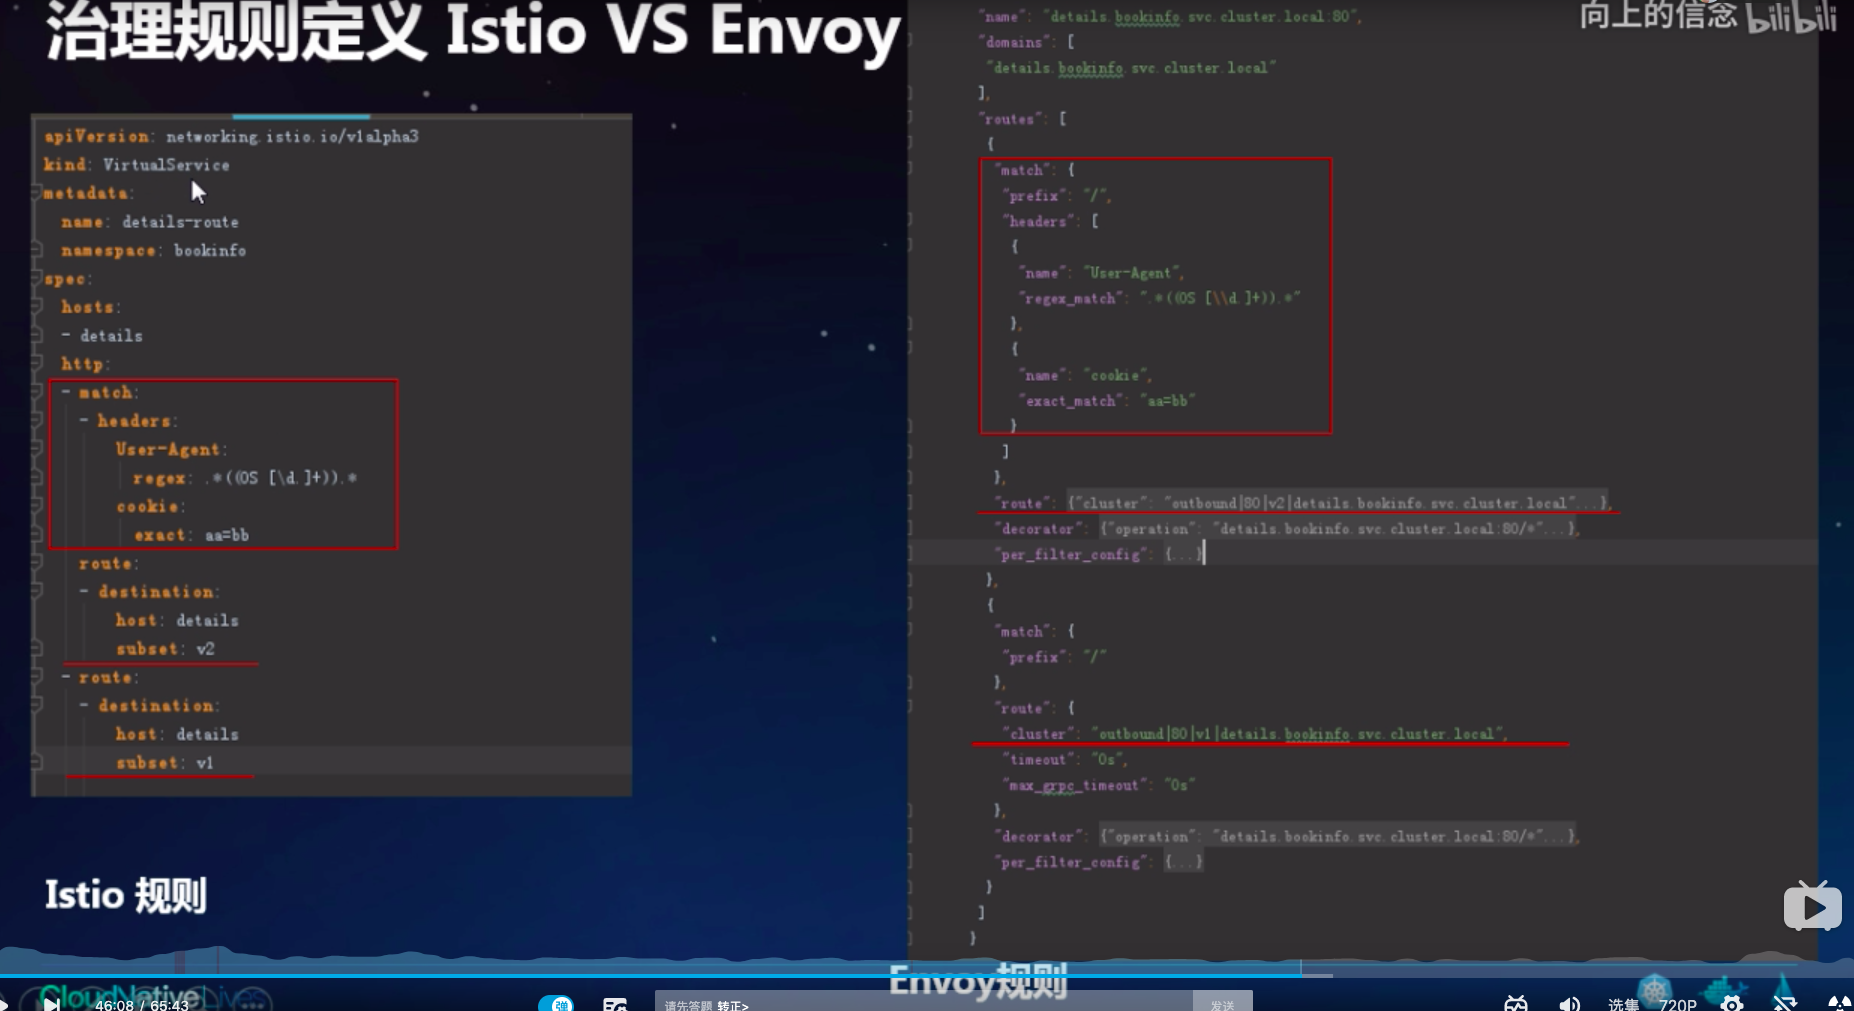 治理规则定义 Istio VS Envoy
向上的信念 bilibili
apiVersion: networking.istio.io/v1alpha3
kind: VirtualService
metadata:
name: details-route
namespace: bookinfo
spec:
hosts:
- details
http:
- match:
- headers:
User-Agent:
regex: .*((OS [\d.]+)).*
cookie:
exact: aa=bb
route:
- destination:
host: details
subset: v2
- route:
- destination:
host: details
subset: v1
Istio 规则
"name": "details.bookinfo.svc.cluster.local:80",
"domains": [
"details.bookinfo.svc.cluster.local"
],
"routes": [
{
"match": {
"prefix": "/",
"headers": [
{
"name": "User-Agent",
"regex_match": ".*((OS [\\d.]+)).*"
},
{
"name": "cookie",
"exact_match": "aa=bb"
}
]
},
"route": {"cluster": "outbound|80|v2|details.bookinfo.svc.cluster.local"...},
"decorator": {"operation": "details.bookinfo.svc.cluster.local:80/*"...},
"per_filter_config": {...}
},
{
"match": {
"prefix": "/"
},
"route": {
"cluster": "outbound|80|v1|details.bookinfo.svc.cluster.local",
"timeout": "0s",
"max_grpc_timeout": "0s"
},
"decorator": {"operation": "details.bookinfo.svc.cluster.local:80/*"...},
"per_filter_config": {...}
}
]
}
Envoy规则
CloudNativeLives
46:08 / 65:43
弹
请先答题 转正>
发送
选集
720P